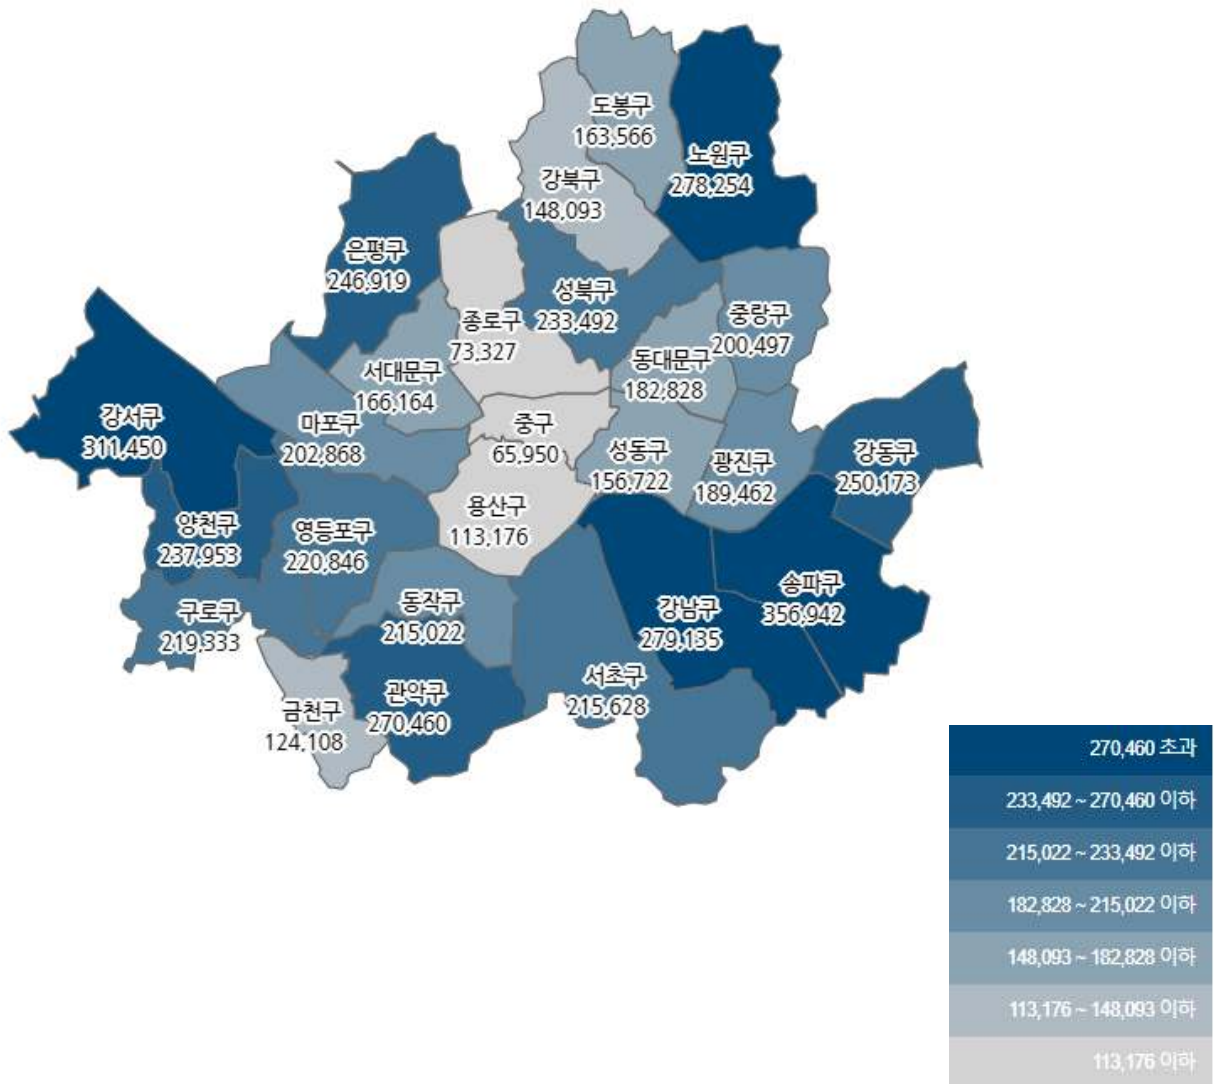 도봉구
163,566
노원구
278,254
강북구
148,093
은평구
246,919
성북구
233,492
종로구
73,327
중랑구
200,497
동대문구
182,828
서대문구
166,164
강서구
311,450
마포구
202,868
중구
65,950
성동구
156,722
광진구
189,462
강동구
250,173
용산구
113,176
양천구
237,953
영등포구
220,846
구로구
219,333
동작구
215,022
강남구
279,135
송파구
356,942
서초구
215,628
관악구
270,460
금천구
124,108
270,460 초과
233,492 ~ 270,460 이하
215,022 ~ 233,492 이하
182,828 ~ 215,022 이하
148,093 ~ 182,828 이하
113,176 ~ 148,093 이하
113,176 이하